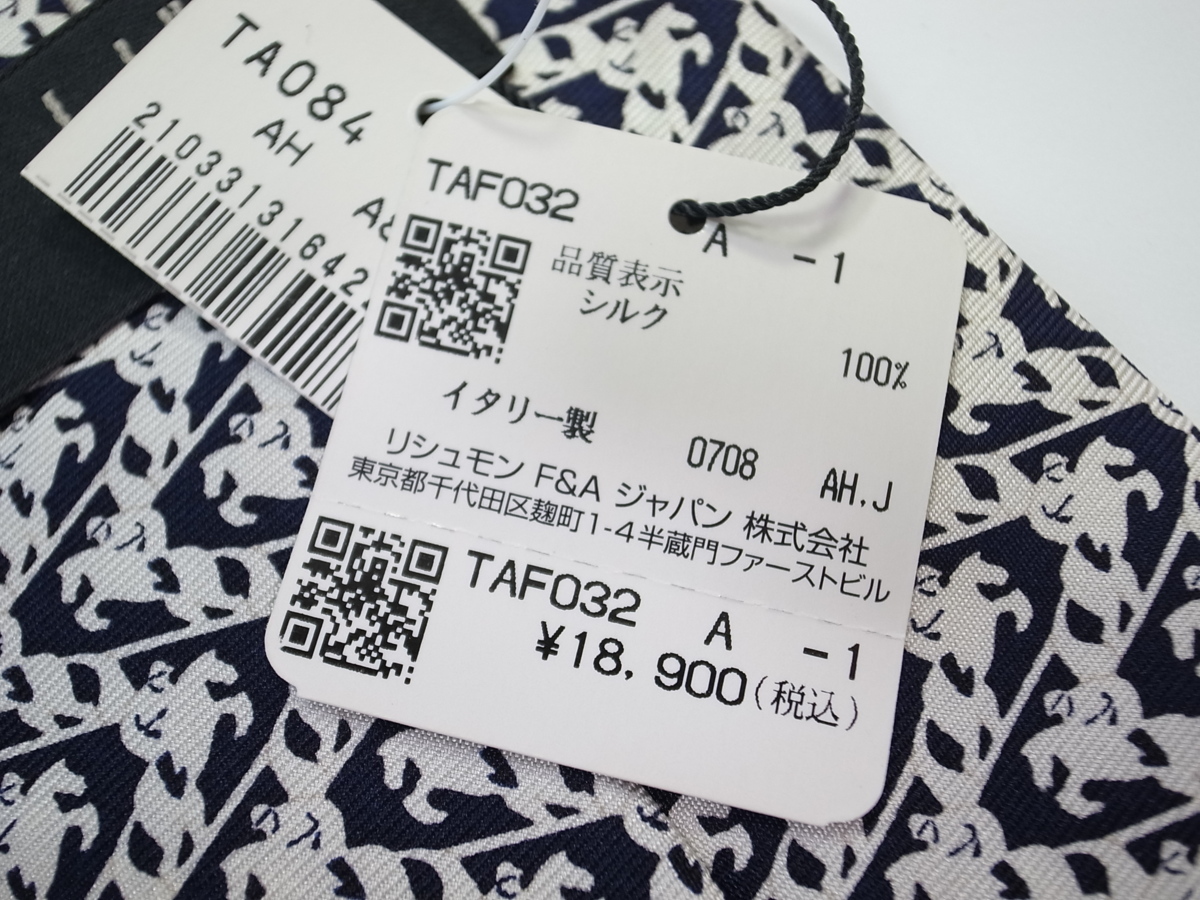 TA084
AH
A
21033131642
TAF032
A -1
品質表示
シルク
100%
イタリー製 0708 AH.J
リシュモン F&A ジャパン 株式会社
東京都千代田区麹町1-4半蔵門ファーストビル
TAF032 A -1
¥18,900(税込)